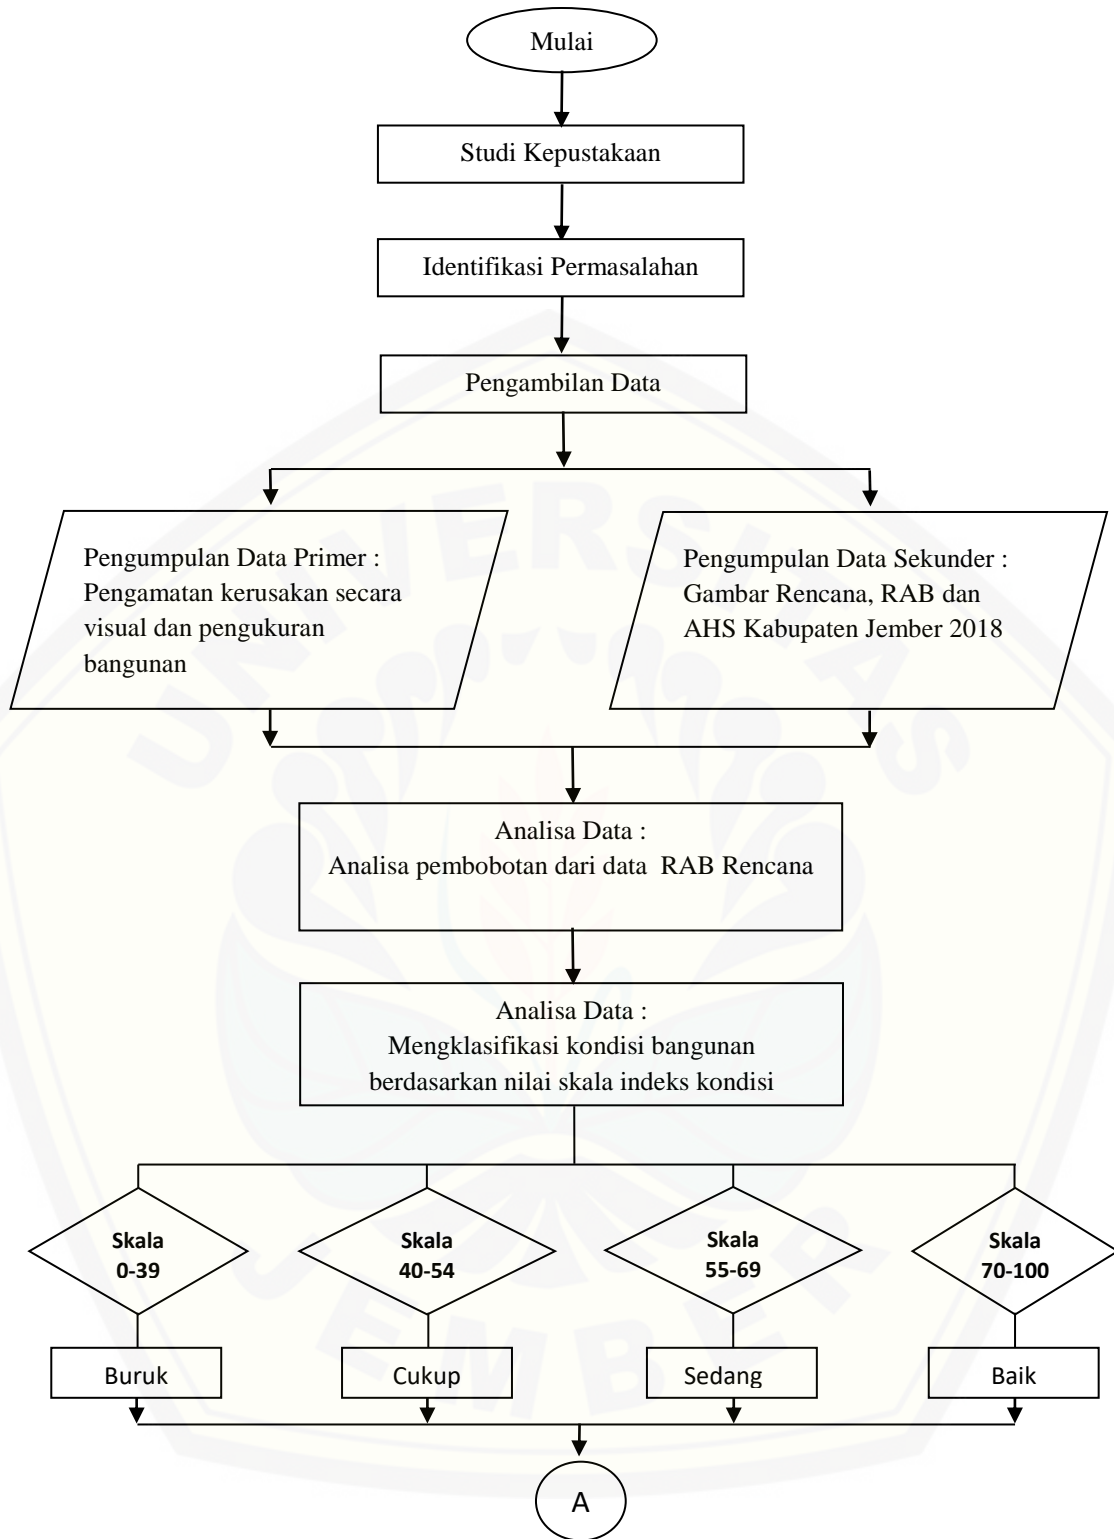 Mulai
Studi Kepustakaan
Identifikasi Permasalahan
Pengambilan Data
Pengumpulan Data Primer :
Pengamatan kerusakan secara
visual dan pengukuran
bangunan
Pengumpulan Data Sekunder :
Gambar Rencana, RAB dan
AHS Kabupaten Jember 2018
Analisa Data :
Analisa pembobotan dari data RAB Rencana
Analisa Data :
Mengklasifikasi kondisi bangunan
berdasarkan nilai skala indeks kondisi
Skala
0-39
Skala
40-54
Skala
55-69
Skala
70-100
Buruk
Cukup
Sedang
Baik
A
UNIVERSITAS
JEMBER